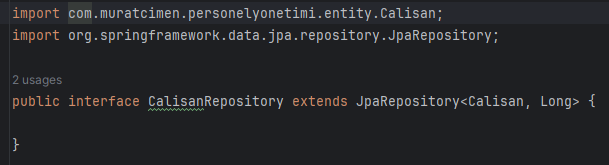 import com.muratcimen.personelyonetimi.entity.Calisan;
import org.springframework.data.jpa.repository.JpaRepository;
2 usages
public interface CalisanRepository extends JpaRepository<Calisan, Long> {
}